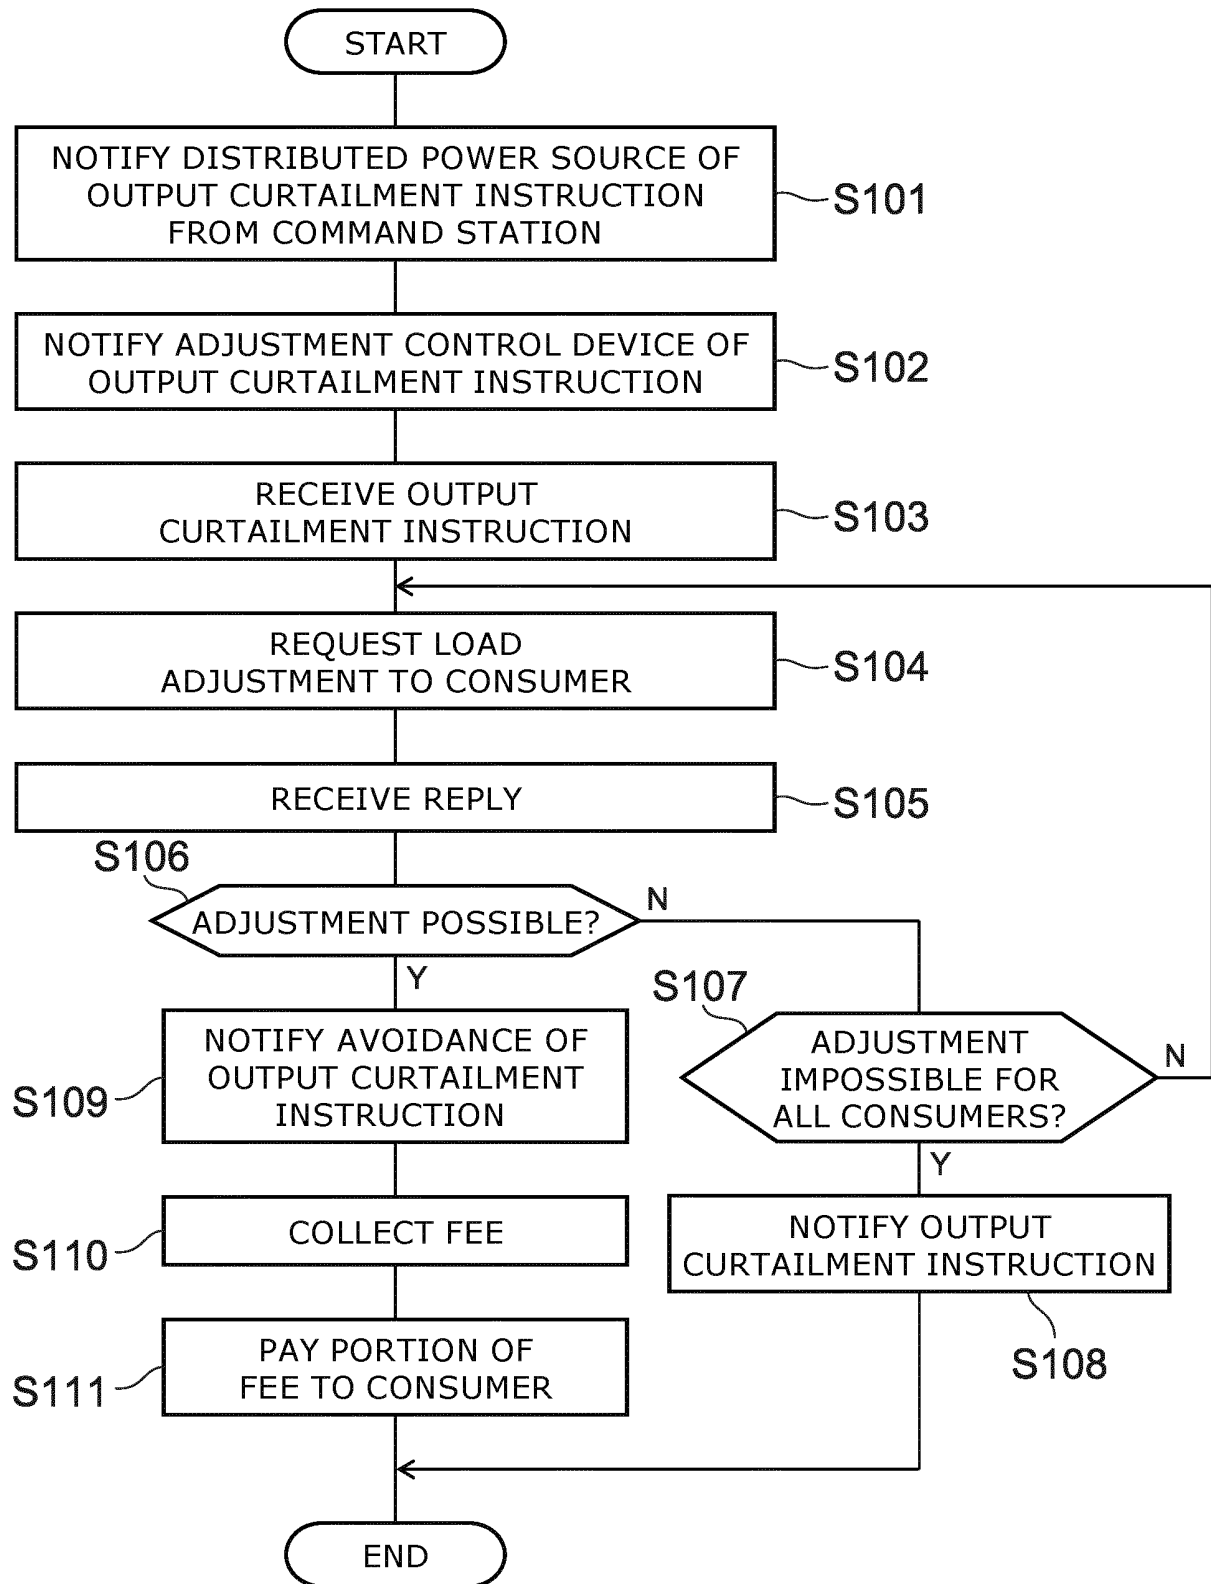 START
NOTIFY DISTRIBUTED POWER SOURCE OF
OUTPUT CURTAILMENT INSTRUCTION
FROM COMMAND STATION
S101
NOTIFY ADJUSTMENT CONTROL DEVICE OF
OUTPUT CURTAILMENT INSTRUCTION
S102
RECEIVE OUTPUT
CURTAILMENT INSTRUCTION
S103
REQUEST LOAD
ADJUSTMENT TO CONSUMER
S104
RECEIVE REPLY
S105
S106
ADJUSTMENT POSSIBLE?
N
Y
S107
ADJUSTMENT
IMPOSSIBLE FOR
ALL CONSUMERS?
N
Y
NOTIFY AVOIDANCE OF
OUTPUT CURTAILMENT
INSTRUCTION
S109
COLLECT FEE
S110
NOTIFY OUTPUT
CURTAILMENT INSTRUCTION
S108
PAY PORTION OF
FEE TO CONSUMER
S111
END